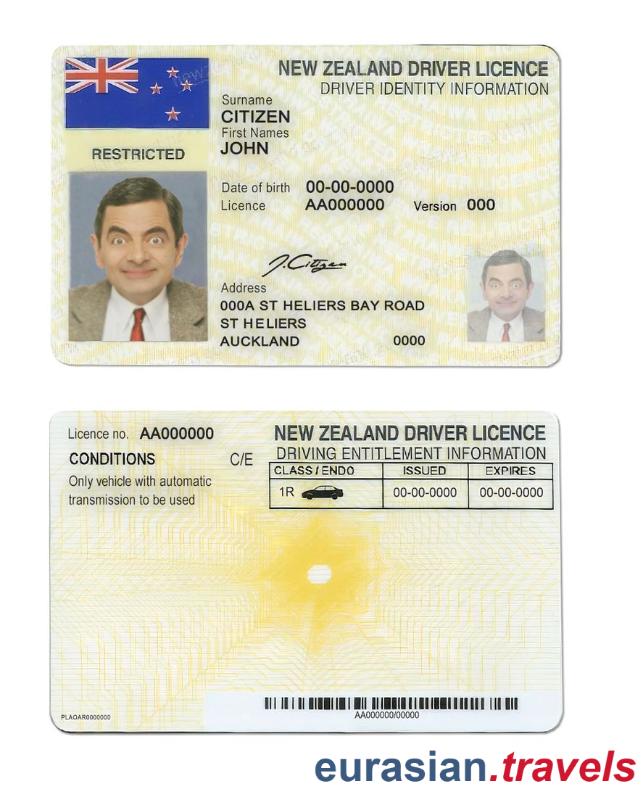 NEW ZEALAND DRIVER LICENCE
DRIVER IDENTITY INFORMATION
Surname
CITIZEN
First Names
JOHN
RESTRICTED
Date of birth 00-00-0000
Licence AA000000 Version 000
J.Citizen
Address
000A ST HELIERS BAY ROAD
ST HELIERS
AUCKLAND 0000
Licence no. AA000000
NEW ZEALAND DRIVER LICENCE
CONDITIONS C/E
DRIVING ENTITLEMENT INFORMATION
Only vehicle with automatic
transmission to be used
CLASS / ENDO ISSUED EXPIRES
1R 00-00-0000 00-00-0000
PLAOAR0000000
AA000000/00000
eurasian.travels